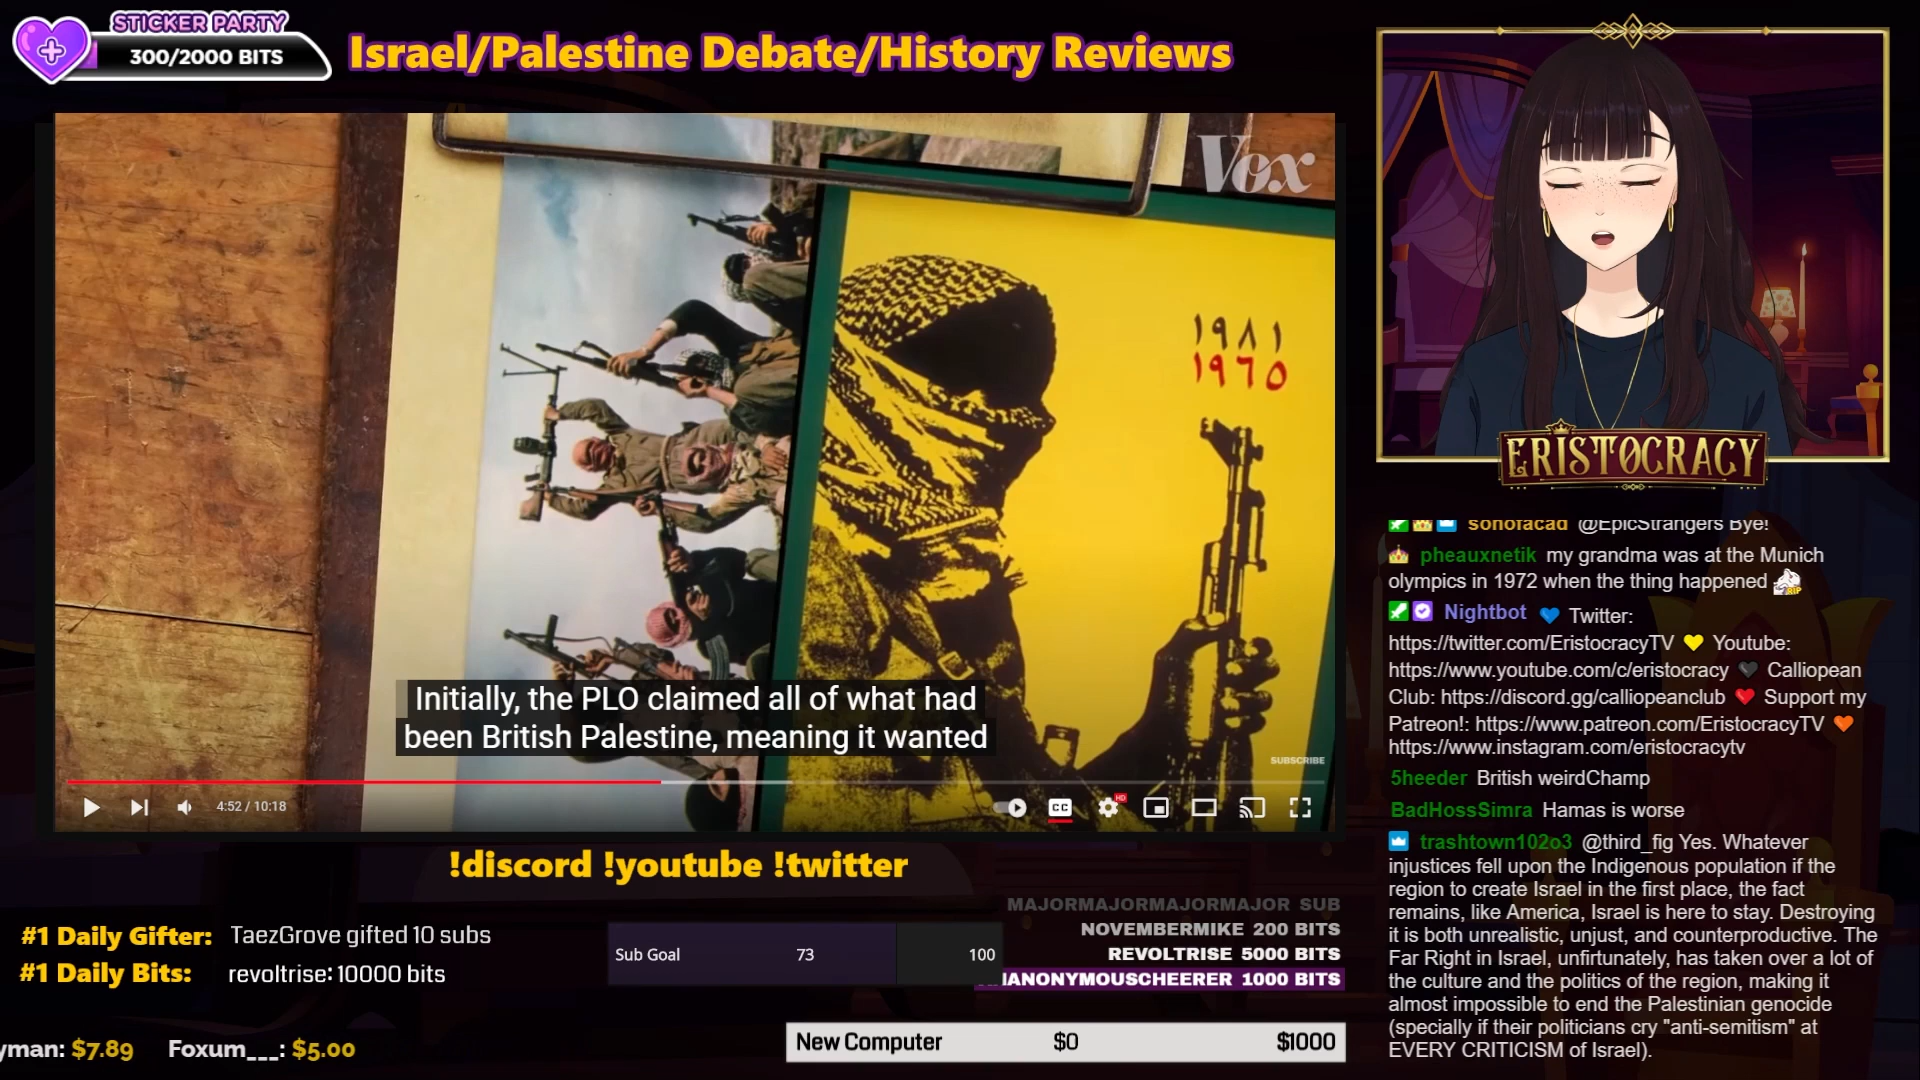 STICKER PARTY
300/2000 BITS
Israel/Palestine Debate/History Reviews
Vox
١٩٨١
١٩٦٥
Initially, the PLO claimed all of what had
been British Palestine, meaning it wanted
SUBSCRIBE
4:52 / 10:18
CC
HD
!discord !youtube !twitter
#1 Daily Gifter: TaezGrove gifted 10 subs
#1 Daily Bits: revoltrise: 10000 bits
Sub Goal 73 100
MAJORMAJORMAJORMAJOR SUB
NOVEMBERMIKE 200 BITS
REVOLTRISE 5000 BITS
ANONYMOUSCHEERER 1000 BITS
yman: $7.89 Foxum___: $5.00
New Computer $0 $1000
ERISTOCRACY
sonofacad @EpicStrangers Bye!
pheauxnetik my grandma was at the Munich
olympics in 1972 when the thing happened
RIP
Nightbot 💙 Twitter:
https://twitter.com/EristocracyTV 💛 Youtube:
https://www.youtube.com/c/eristocracy 🖤 Calliopean
Club: https://discord.gg/calliopeanclub ❤️ Support my
Patreon!: https://www.patreon.com/EristocracyTV 🧡
https://www.instagram.com/eristocracytv
5heeder British weirdChamp
BadHossSimra Hamas is worse
trashtown102o3 @third_fig Yes. Whatever
injustices fell upon the Indigenous population if the
region to create Israel in the first place, the fact
remains, like America, Israel is here to stay. Destroying
it is both unrealistic, unjust, and counterproductive. The
Far Right in Israel, unfirtunately, has taken over a lot of
the culture and the politics of the region, making it
almost impossible to end the Palestinian genocide
(specially if their politicians cry "anti-semitism" at
EVERY CRITICISM of Israel).